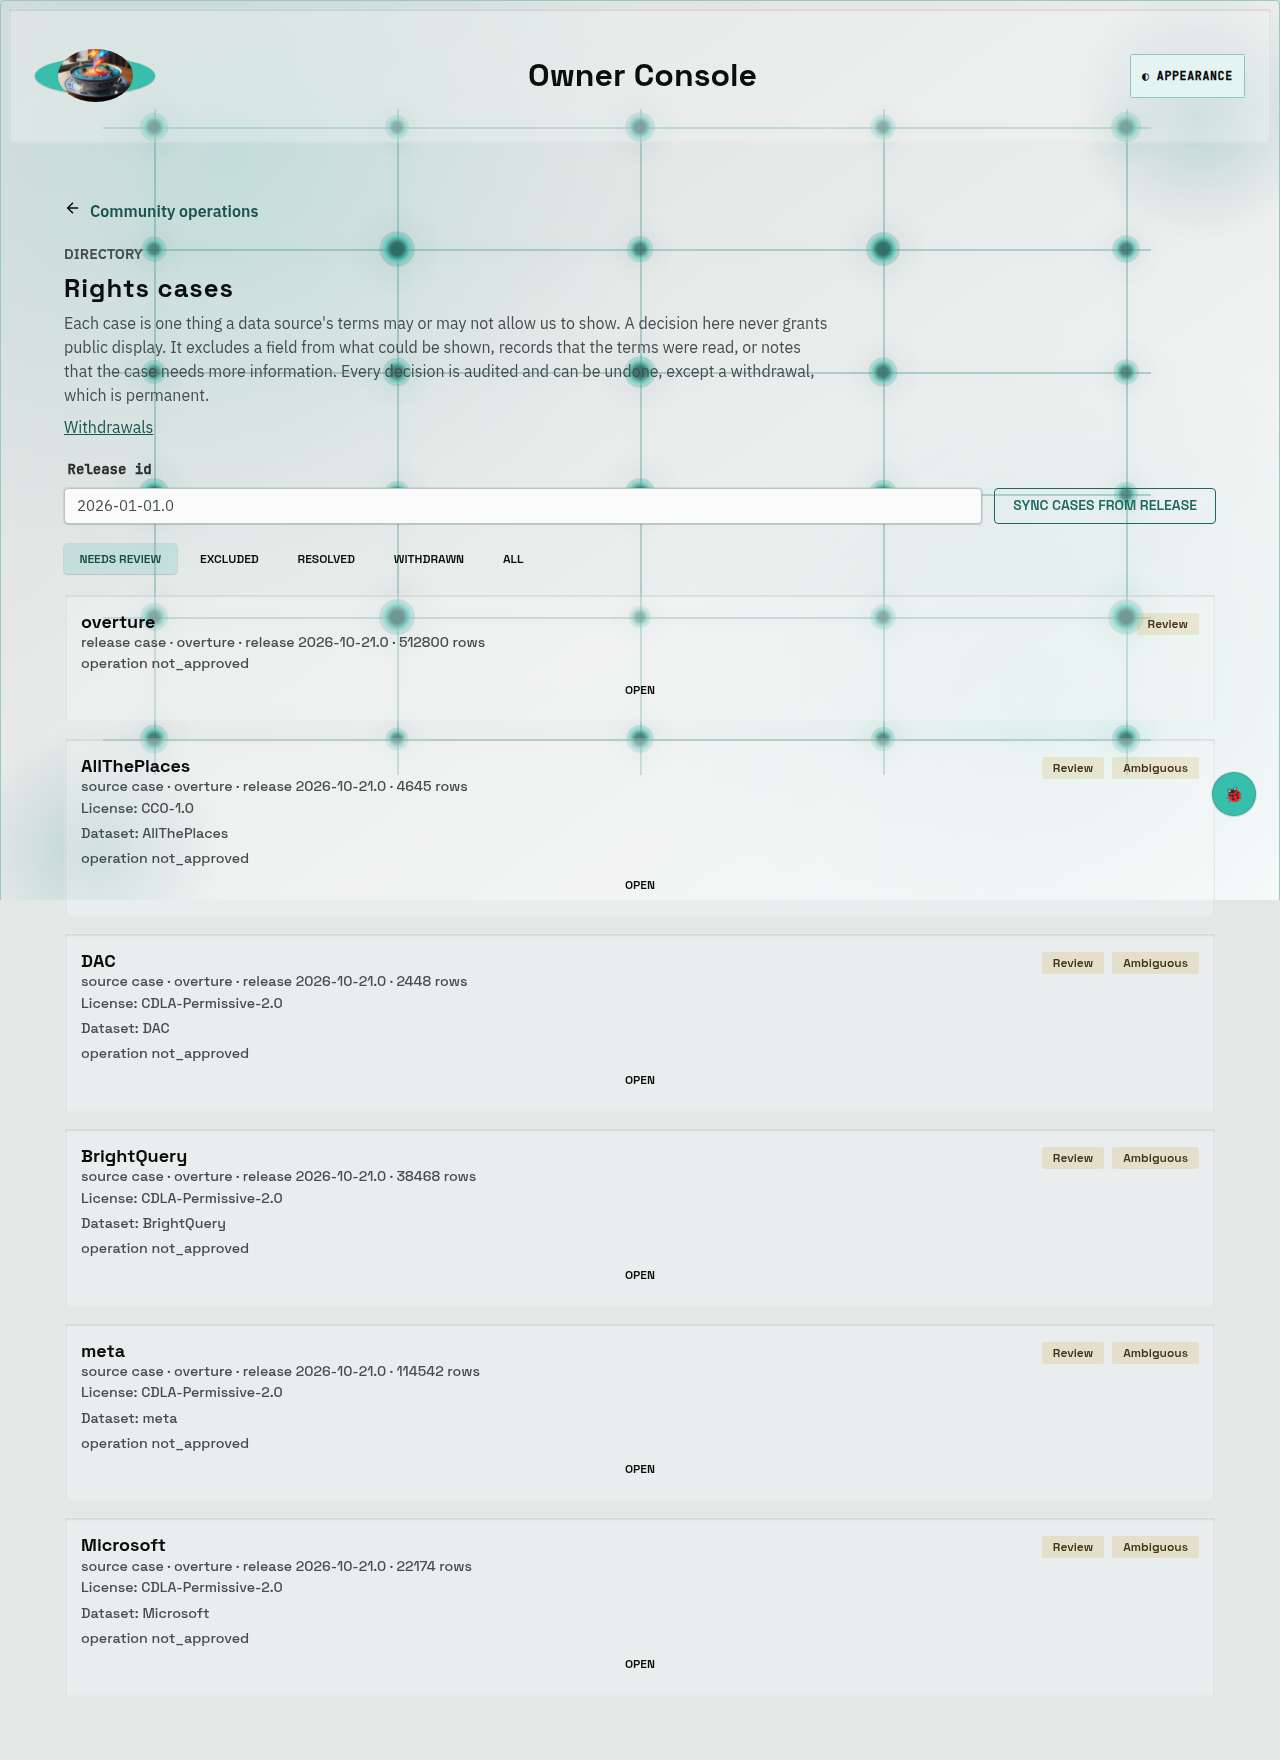 Owner Console
◐ APPEARANCE
← Community operations
DIRECTORY
Rights cases
Each case is one thing a data source's terms may or may not allow us to show. A decision here never grants
public display. It excludes a field from what could be shown, records that the terms were read, or notes
that the case needs more information. Every decision is audited and can be undone, except a withdrawal,
which is permanent.
Withdrawals
Release id
2026-01-01.0
SYNC CASES FROM RELEASE
NEEDS REVIEW EXCLUDED RESOLVED WITHDRAWN ALL
overture
Review
release case · overture · release 2026-10-21.0 · 512800 rows
operation not_approved
OPEN
AllThePlaces
Review Ambiguous
source case · overture · release 2026-10-21.0 · 4645 rows
License: CC0-1.0
Dataset: AllThePlaces
operation not_approved
OPEN
DAC
Review Ambiguous
source case · overture · release 2026-10-21.0 · 2448 rows
License: CDLA-Permissive-2.0
Dataset: DAC
operation not_approved
OPEN
BrightQuery
Review Ambiguous
source case · overture · release 2026-10-21.0 · 38468 rows
License: CDLA-Permissive-2.0
Dataset: BrightQuery
operation not_approved
OPEN
meta
Review Ambiguous
source case · overture · release 2026-10-21.0 · 114542 rows
License: CDLA-Permissive-2.0
Dataset: meta
operation not_approved
OPEN
Microsoft
Review Ambiguous
source case · overture · release 2026-10-21.0 · 22174 rows
License: CDLA-Permissive-2.0
Dataset: Microsoft
operation not_approved
OPEN